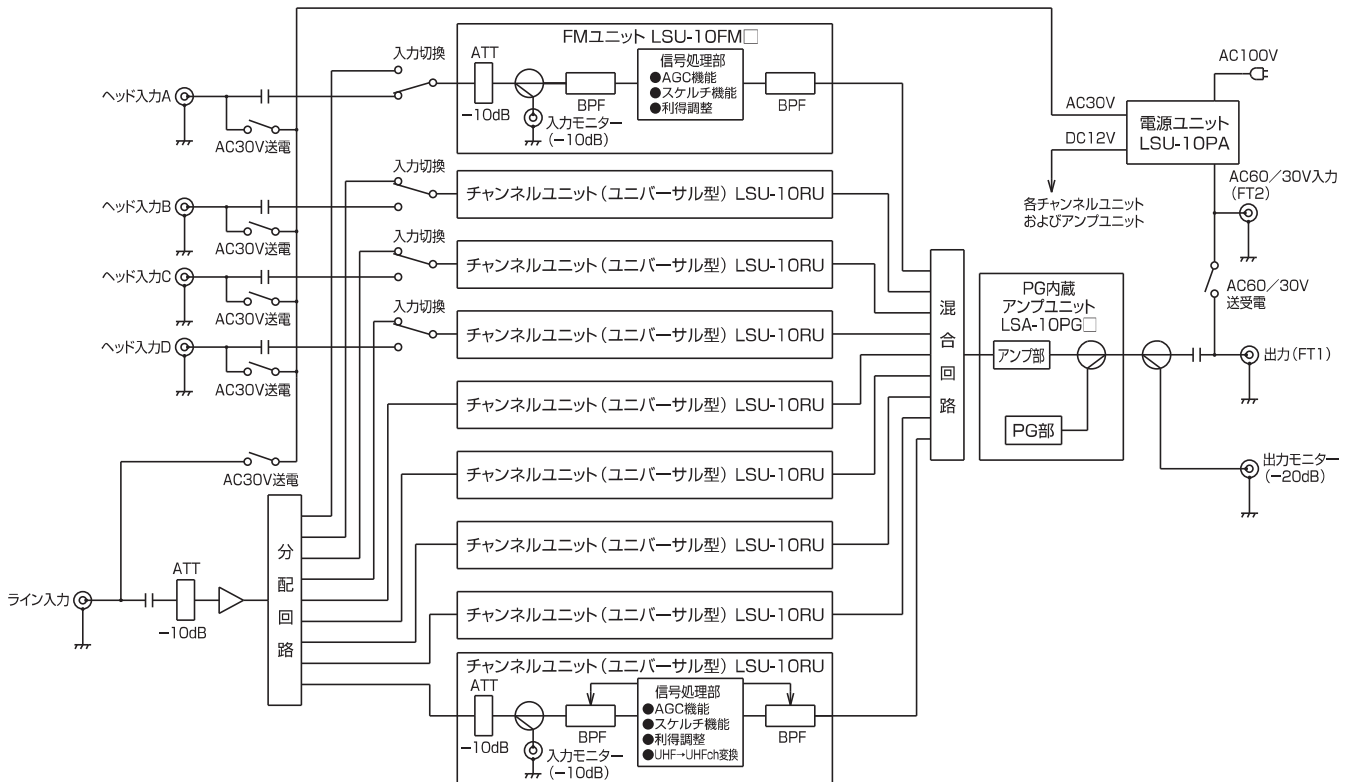 FMユニット LSU-10FM□
入力切換
ATT
−10dB
入力モニター
(−10dB)
BPF
信号処理部
●AGC機能
●スケルチ機能
●利得調整
BPF
ヘッド入力A
AC30V送電
AC100V
AC30V
DC12V
電源ユニット
LSU-10PA
各チャンネルユニット
およびアンプユニット
AC60/30V入力
(FT2)
AC60/30V
送受電
ヘッド入力B
AC30V送電
入力切換
チャンネルユニット(ユニバーサル型) LSU-10RU
ヘッド入力C
AC30V送電
入力切換
チャンネルユニット(ユニバーサル型) LSU-10RU
ヘッド入力D
AC30V送電
入力切換
チャンネルユニット(ユニバーサル型) LSU-10RU
チャンネルユニット(ユニバーサル型) LSU-10RU
チャンネルユニット(ユニバーサル型) LSU-10RU
チャンネルユニット(ユニバーサル型) LSU-10RU
チャンネルユニット(ユニバーサル型) LSU-10RU
混合回路
PG内蔵
アンプユニット
LSA-10PG□
アンプ部
PG部
出力(FT1)
出力モニター
(−20dB)
AC30V送電
ライン入力
ATT
−10dB
分配回路
チャンネルユニット(ユニバーサル型) LSU-10RU
ATT
−10dB
入力モニター
(−10dB)
BPF
信号処理部
●AGC機能
●スケルチ機能
●利得調整
●UHF→UHFch変換
BPF